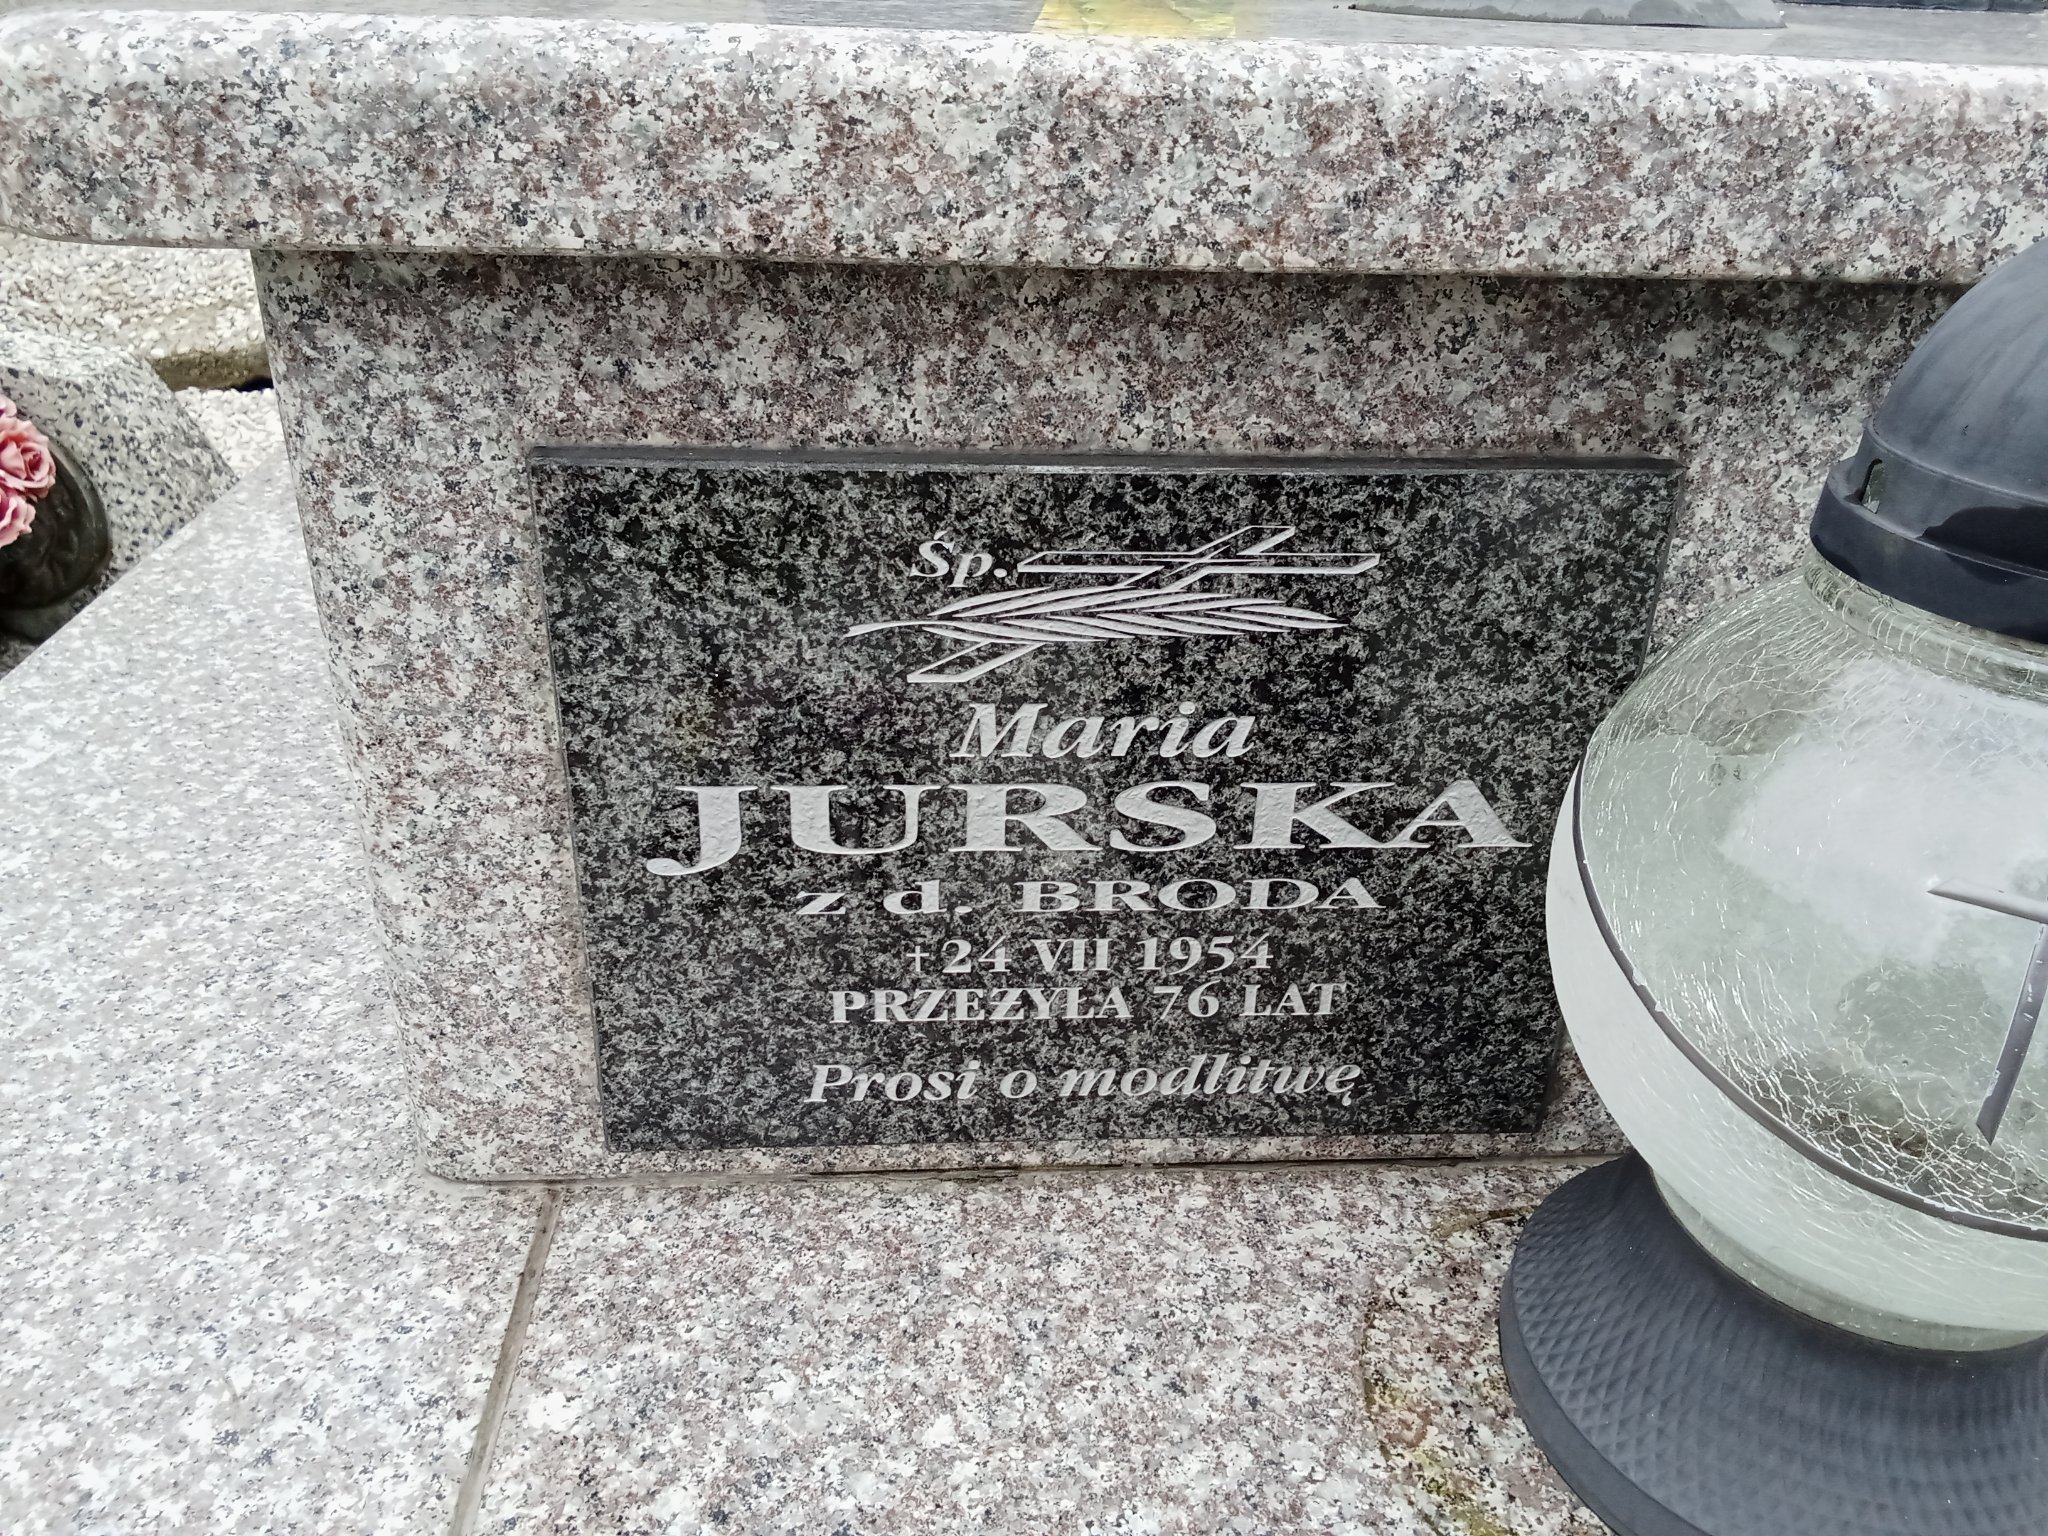 Śp.
Maria
JURSKA
z d. BRODA
+24 VII 1954
PRZEŻYŁA 76 LAT
Prosi o modlitwę